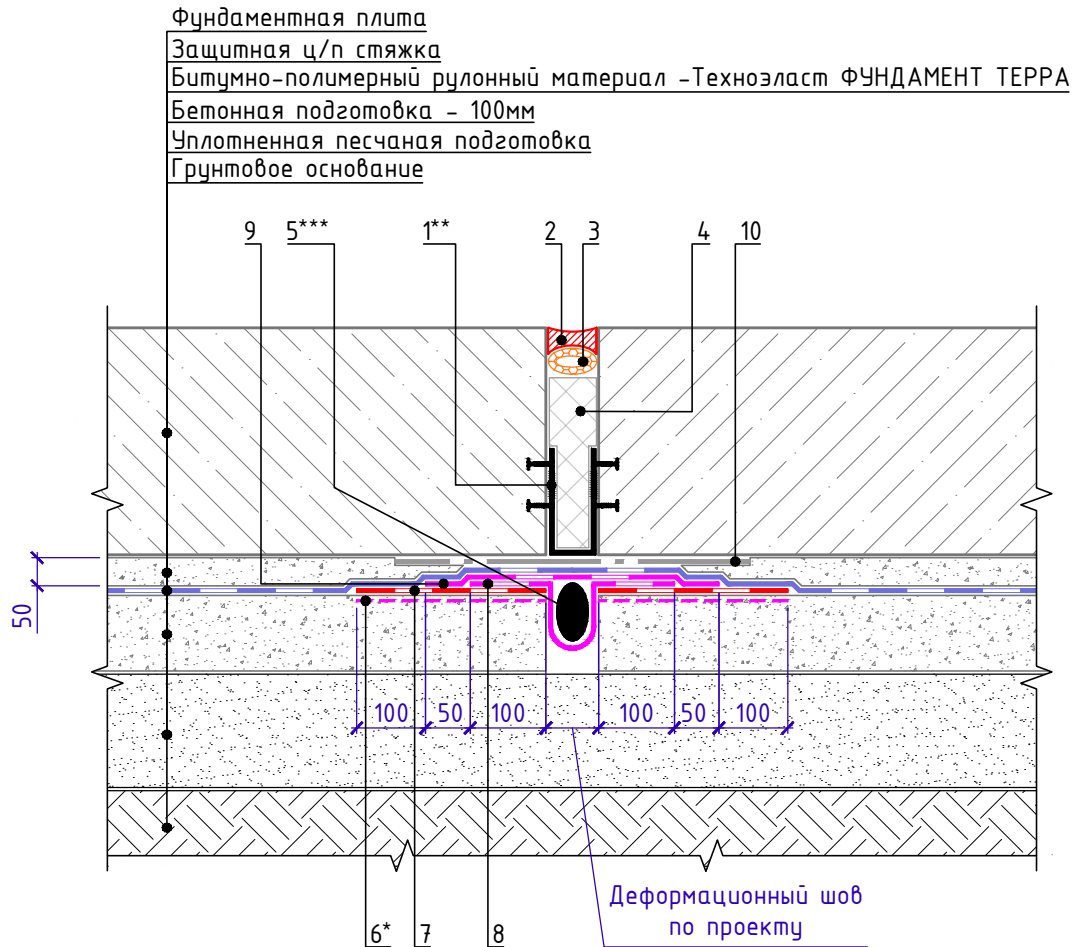 Фундаментная плита
Защитная ц/п стяжка
Битумно-полимерный рулонный материал -Техноэласт ФУНДАМЕНТ ТЕРРА
Бетонная подготовка - 100мм
Уплотненная песчаная подготовка
Грунтовое основание
9 5*** 1** 2 3 4 10
50
100 50 100 100 50 100
Деформационный шов
по проекту
6* 7 8